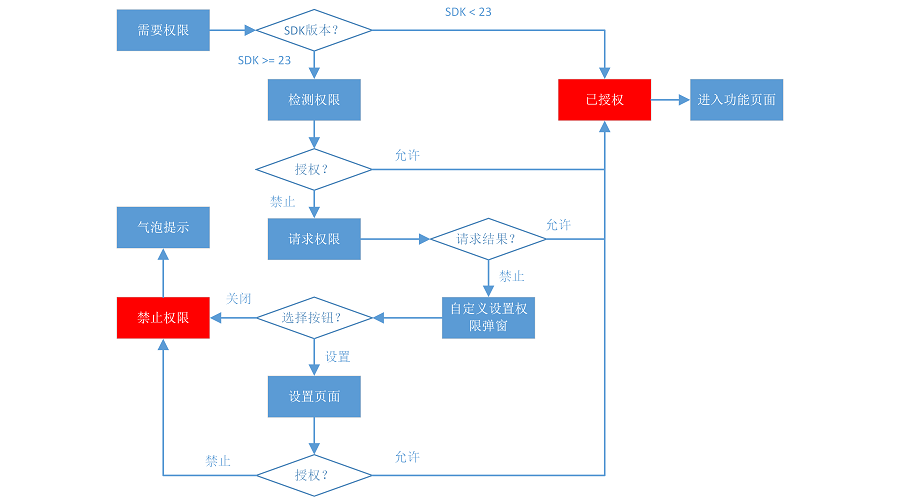 SDK < 23
需要权限
SDK版本?
SDK >= 23
检测权限
已授权
进入功能页面
允许
授权?
禁止
气泡提示
请求权限
请求结果?
允许
禁止
关闭
禁止权限
选择按钮?
自定义设置权
限弹窗
设置
设置页面
禁止
授权?
允许